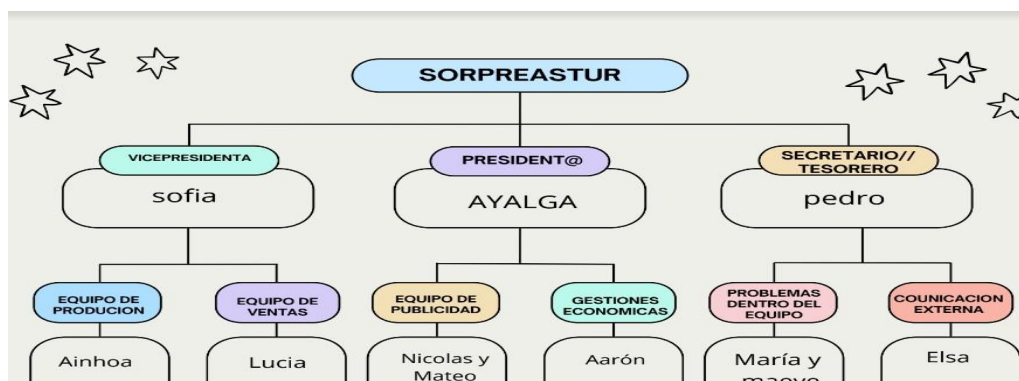 SORPREASTUR
VICEPRESIDENTA
sofia
PRESIDENT@
AYALGA
SECRETARIO//
TESORERO
pedro
EQUIPO DE
PRODUCION
Ainhoa
EQUIPO DE
VENTAS
Lucia
EQUIPO DE
PUBLICIDAD
Nicolas y
Mateo
GESTIONES
ECONOMICAS
Aarón
PROBLEMAS
DENTRO DEL
EQUIPO
María y
COUNICACION
EXTERNA
Elsa